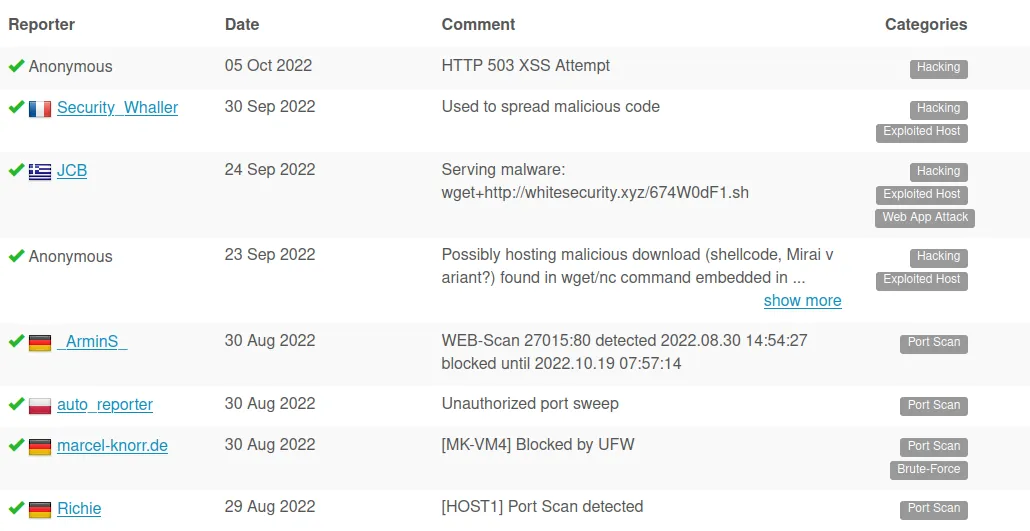 Reporter Date Comment Categories
Anonymous 05 Oct 2022 HTTP 503 XSS Attempt Hacking
Security_Whaller 30 Sep 2022 Used to spread malicious code Hacking
Exploited Host
JCB 24 Sep 2022 Serving malware: Hacking
wget+http://whitesecurity.xyz/674W0dF1.sh Exploited Host
Web App Attack
Anonymous 23 Sep 2022 Possibly hosting malicious download (shellcode, Mirai v Hacking
ariant?) found in wget/nc command embedded in ... Exploited Host
show more
_ArminS_ 30 Aug 2022 WEB-Scan 27015:80 detected 2022.08.30 14:54:27 Port Scan
blocked until 2022.10.19 07:57:14
auto_reporter 30 Aug 2022 Unauthorized port sweep Port Scan
marcel-knorr.de 30 Aug 2022 [MK-VM4] Blocked by UFW Port Scan
Brute-Force
Richie 29 Aug 2022 [HOST1] Port Scan detected Port Scan